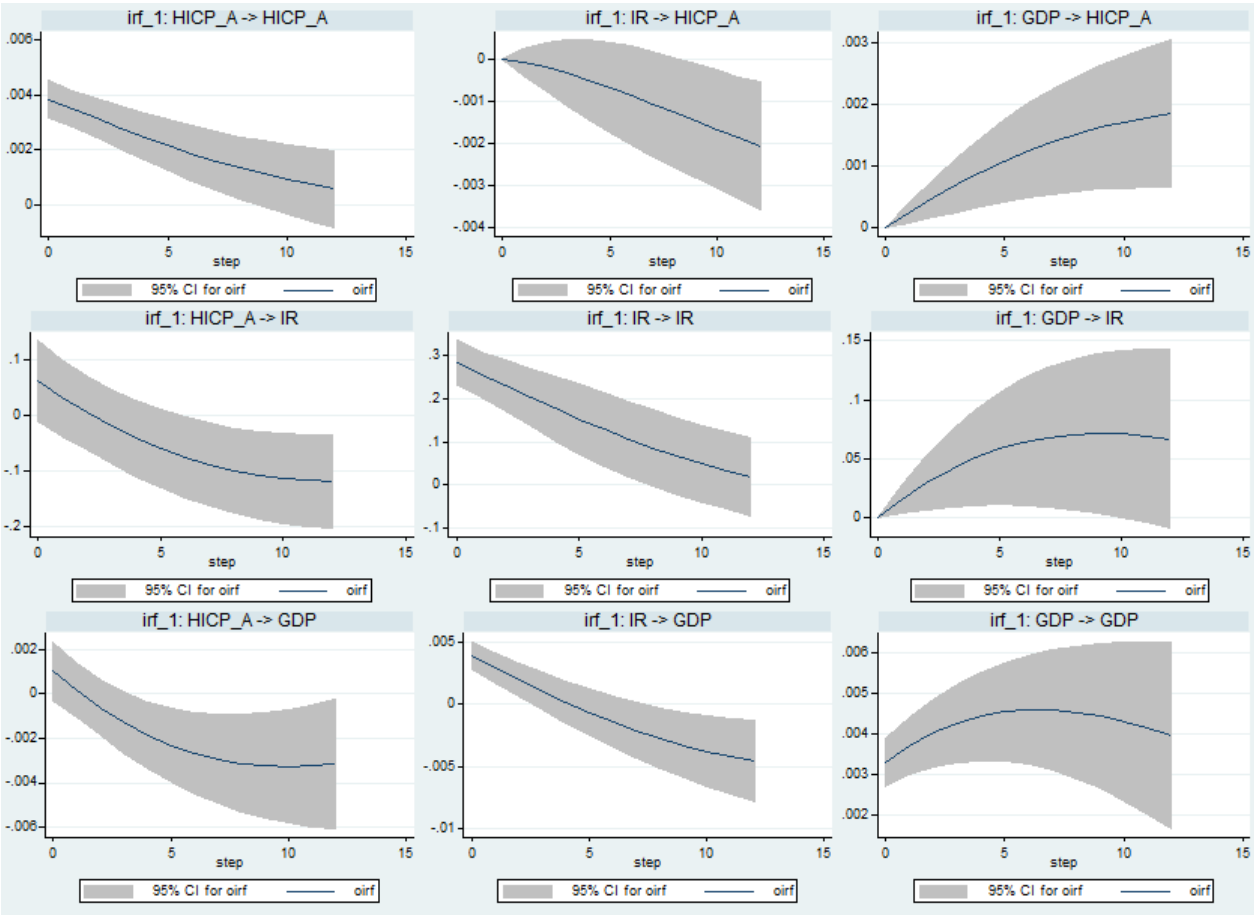 irf_1: HICP_A -> HICP_A
.006
.004
.002
0
0 5 10 15
step
95% CI for oirf oirf
irf_1: IR -> HICP_A
0
-.001
-.002
-.003
-.004
0 5 10 15
step
95% CI for oirf oirf
irf_1: GDP -> HICP_A
.003
.002
.001
0
0 5 10 15
step
95% CI for oirf oirf
irf_1: HICP_A -> IR
.1
0
-.1
-.2
0 5 10 15
step
95% CI for oirf oirf
irf_1: IR -> IR
.3
.2
.1
0
-.1
0 5 10 15
step
95% CI for oirf oirf
irf_1: GDP -> IR
.15
.1
.05
0
0 5 10 15
step
95% CI for oirf oirf
irf_1: HICP_A -> GDP
.002
0
-.002
-.004
-.006
0 5 10 15
step
95% CI for oirf oirf
irf_1: IR -> GDP
.005
0
-.005
-.01
0 5 10 15
step
95% CI for oirf oirf
irf_1: GDP -> GDP
.006
.005
.004
.003
.002
0 5 10 15
step
95% CI for oirf oirf